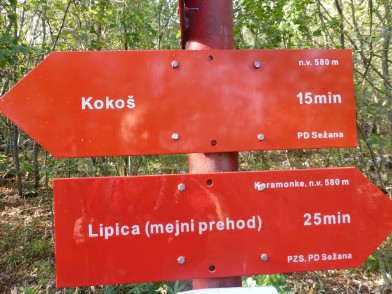 n.v. 580 m
Kokoš 15min
PD Sežana
Karamonke, n.v. 580 m
Lipica (mejni prehod) 25min
PZS, PD Sežana